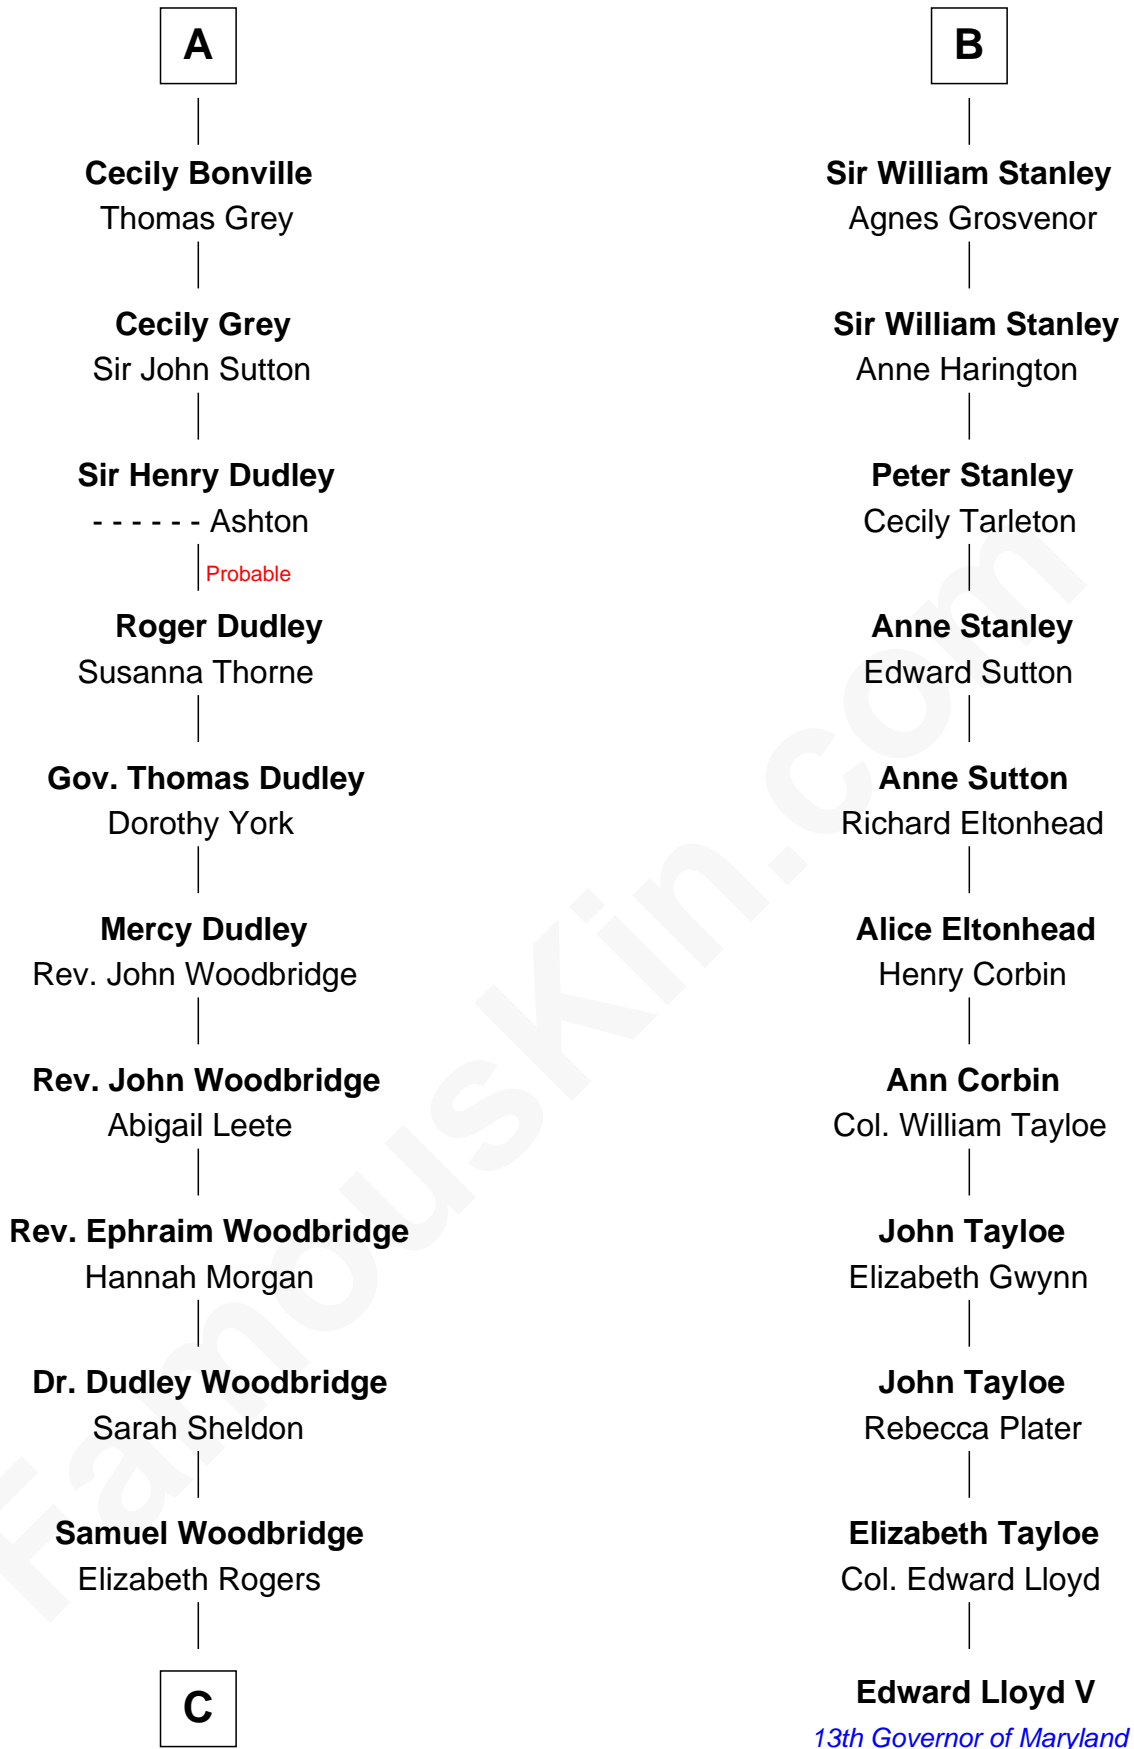 A
Cecily Bonville
Thomas Grey
Cecily Grey
Sir John Sutton
Sir Henry Dudley
- - - - - - Ashton
Probable
Roger Dudley
Susanna Thorne
Gov. Thomas Dudley
Dorothy York
Mercy Dudley
Rev. John Woodbridge
Rev. John Woodbridge
Abigail Leete
Rev. Ephraim Woodbridge
Hannah Morgan
Dr. Dudley Woodbridge
Sarah Sheldon
Samuel Woodbridge
Elizabeth Rogers
C
B
Sir William Stanley
Agnes Grosvenor
Sir William Stanley
Anne Harington
Peter Stanley
Cecily Tarleton
Anne Stanley
Edward Sutton
Anne Sutton
Richard Eltonhead
Alice Eltonhead
Henry Corbin
Ann Corbin
Col. William Tayloe
John Tayloe
Elizabeth Gwynn
John Tayloe
Rebecca Plater
Elizabeth Tayloe
Col. Edward Lloyd
Edward Lloyd V
13th Governor of Maryland
FamousKin.com